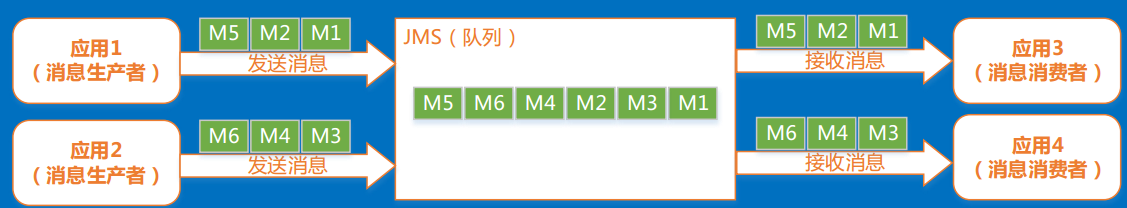 应用1
（消息生产者）
M5 M2 M1
发送消息
JMS（队列）
M5 M6 M4 M2 M3 M1
M5 M2 M1
接收消息
应用3
（消息消费者）
应用2
（消息生产者）
M6 M4 M3
发送消息
M6 M4 M3
接收消息
应用4
（消息消费者）